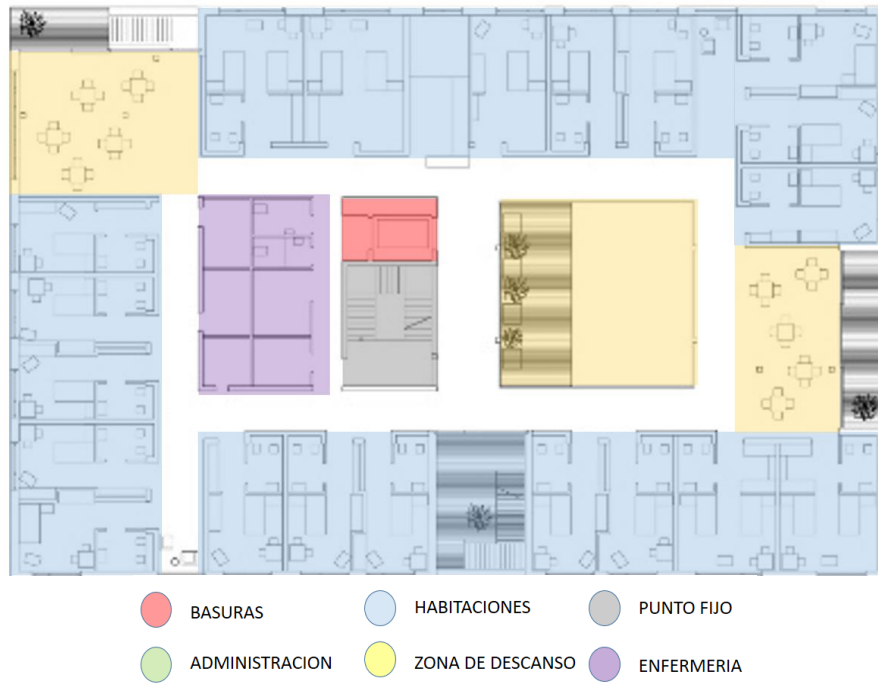 BASURAS
HABITACIONES
PUNTO FIJO
ADMINISTRACION
ZONA DE DESCANSO
ENFERMERIA